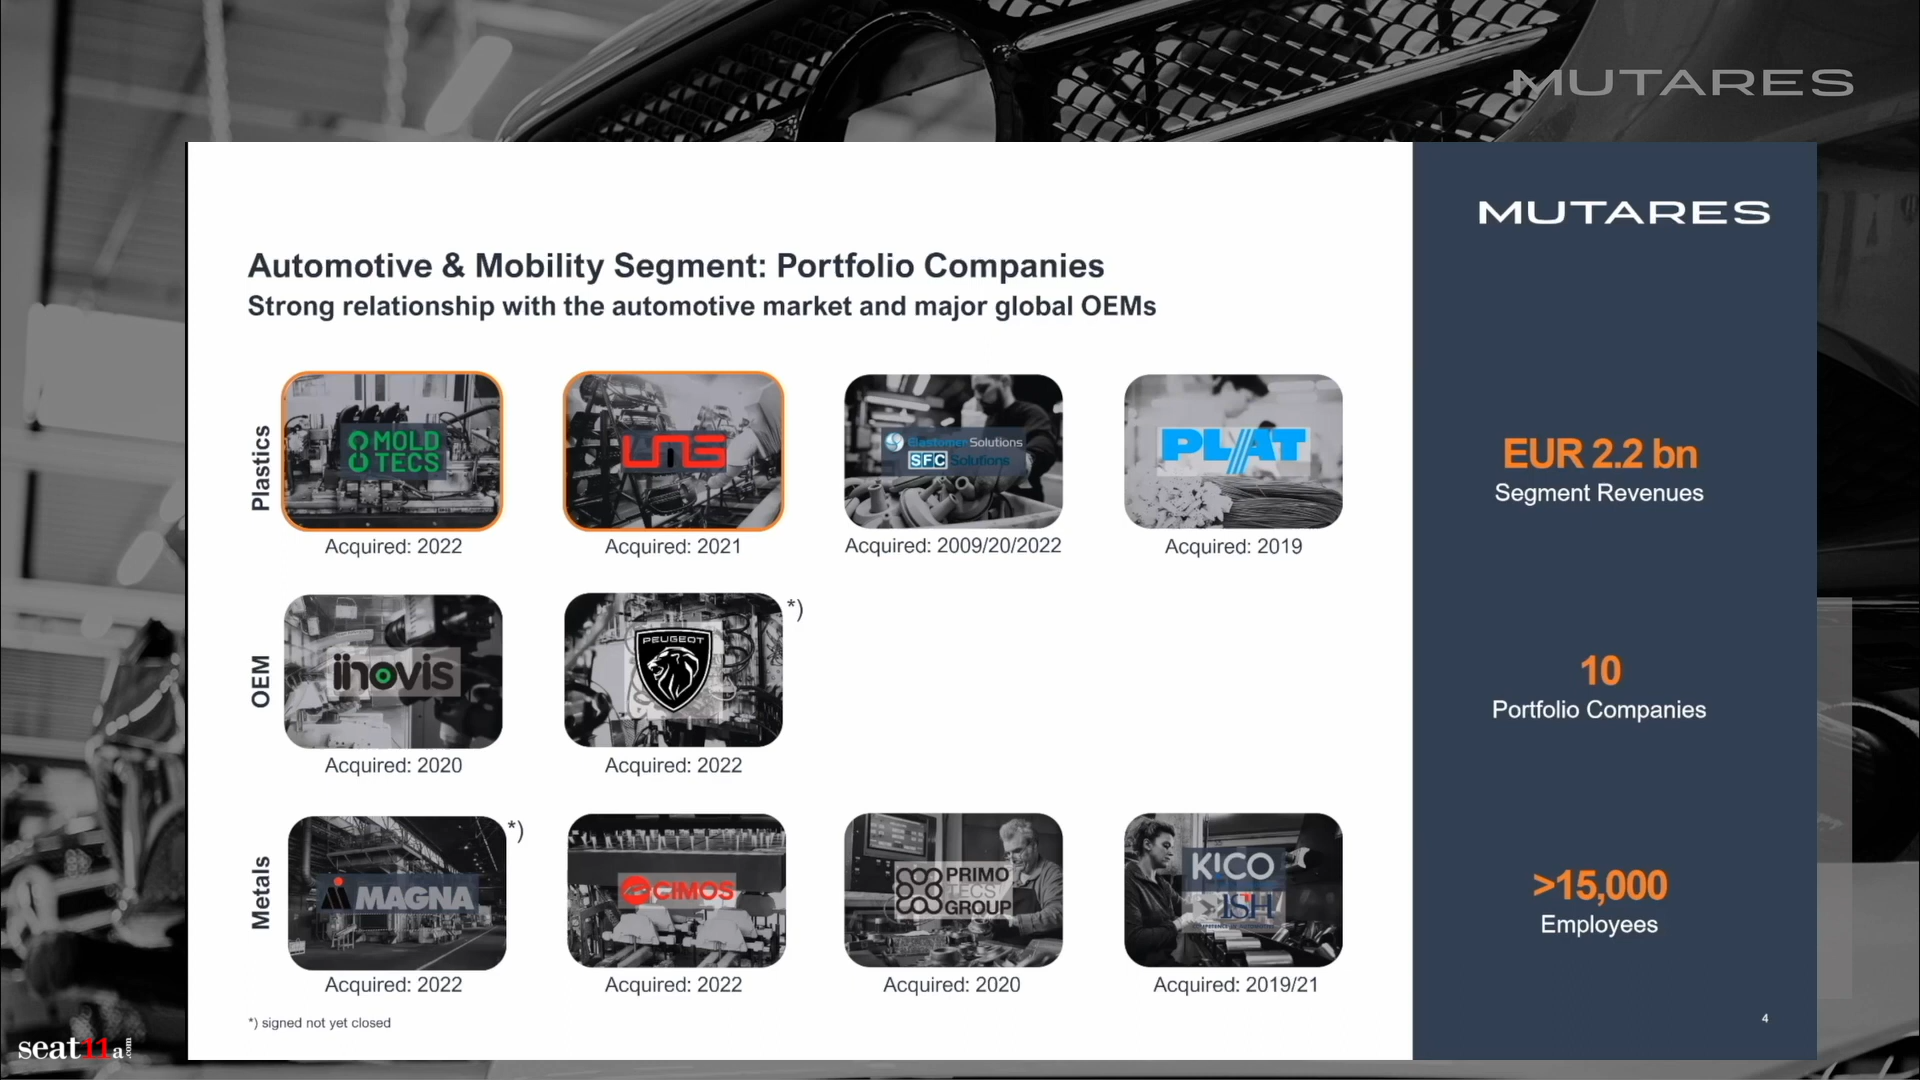 MUTARES
MUTARES
Automotive & Mobility Segment: Portfolio Companies
Strong relationship with the automotive market and major global OEMs
Plastics
MOLD
TECS
Elastomer Solutions
SFC Solutions
PLAT
Acquired: 2022
Acquired: 2021
Acquired: 2009/20/2022
Acquired: 2019
EUR 2.2 bn
Segment Revenues
OEM
iinovis
PEUGEOT
*)
Acquired: 2020
Acquired: 2022
10
Portfolio Companies
Metals
MAGNA
*)
CIMOS
PRIMO
TECS
GROUP
KICO
ISH
Acquired: 2022
Acquired: 2022
Acquired: 2020
Acquired: 2019/21
>15,000
Employees
*) signed not yet closed
4
seat11a.com